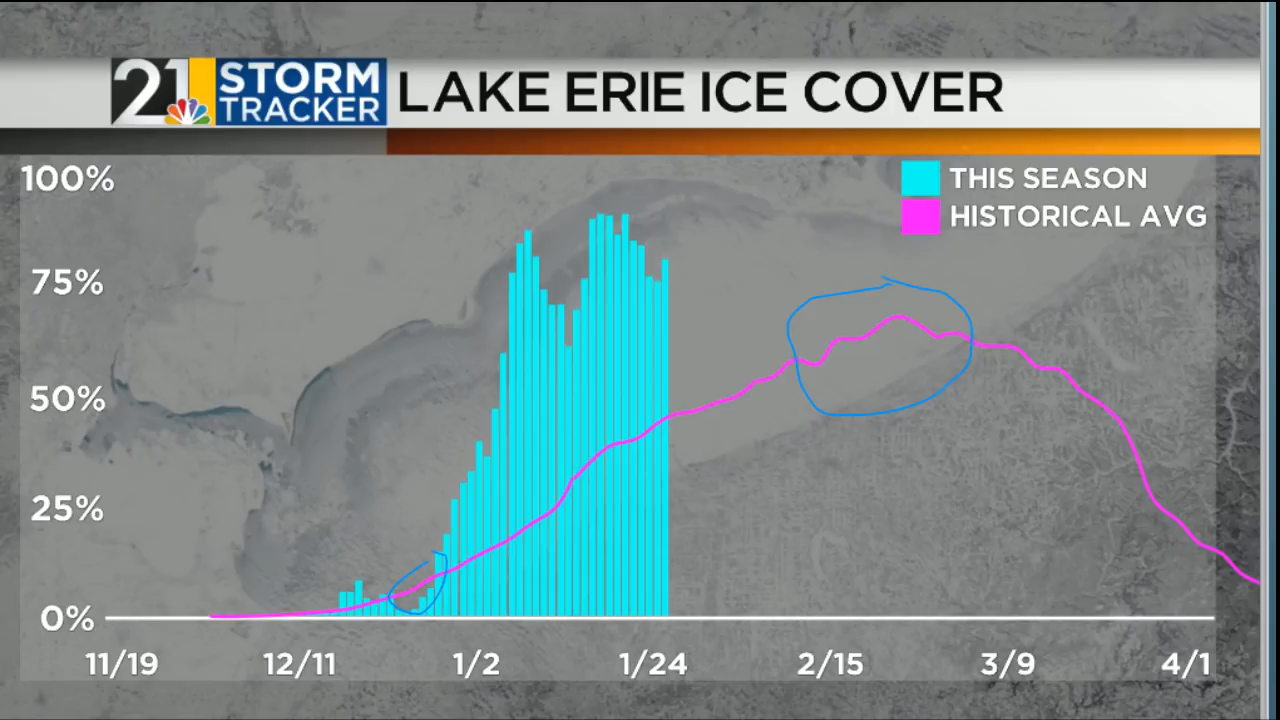 21 STORM TRACKER LAKE ERIE ICE COVER
100%
THIS SEASON
HISTORICAL AVG
75%
50%
25%
0%
11/19 12/11 1/2 1/24 2/15 3/9 4/1